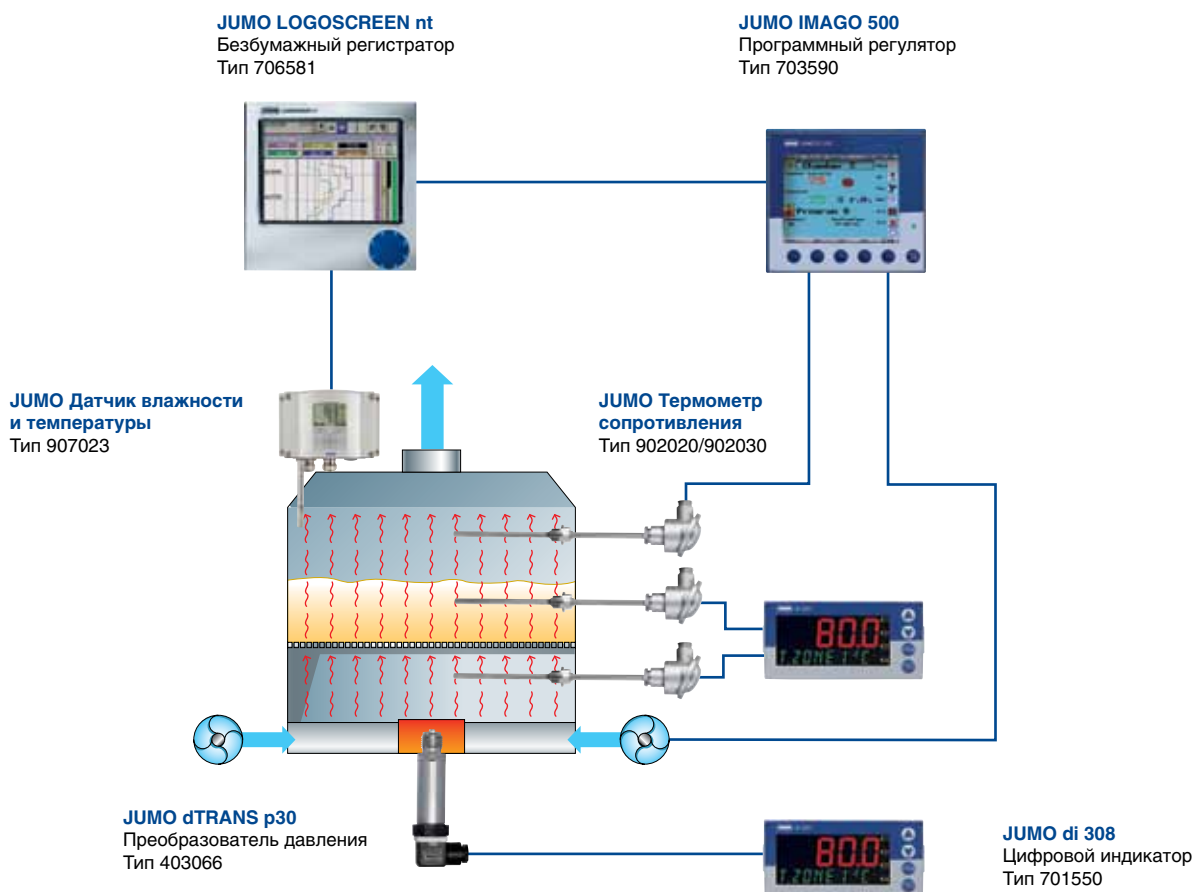 JUMO LOGOSCREEN nt
Безбумажный регистратор
Тип 706581
JUMO IMAGO 500
Программный регулятор
Тип 703590
JUMO Датчик влажности
и температуры
Тип 907023
JUMO Термометр
сопротивления
Тип 902020/902030
80.0
T.ZONE1°C
JUMO dTRANS p30
Преобразователь давления
Тип 403066
80.0
T.ZONE1°C
JUMO di 308
Цифровой индикатор
Тип 701550